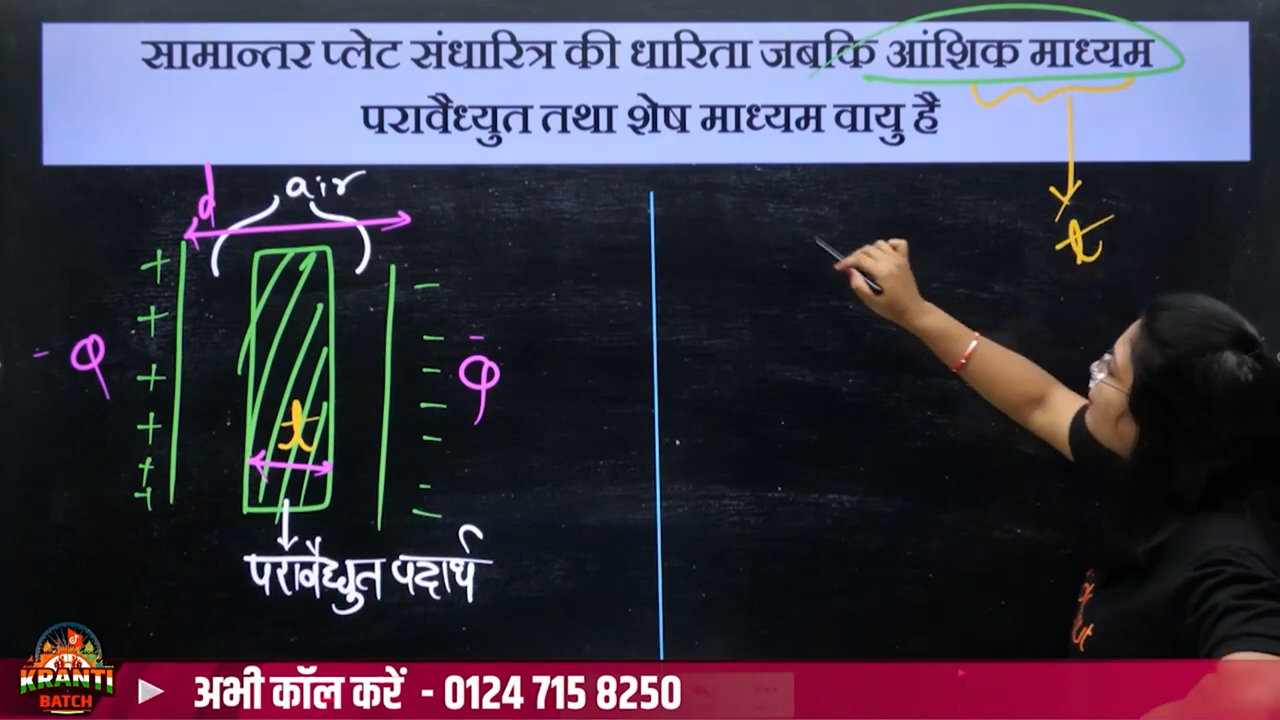 सामान्तर प्लेट संधारित्र की धारिता जबकि आंशिक माध्यम
परावैध्युत तथा शेष माध्यम वायु है
d
air
t
+
+
+
+
+
+
- Q
-
-
-
-
-
-
-
- Q
t
परावैद्युत पदार्थ
KRANTI
BATCH
अभी कॉल करें - 0124 715 8250